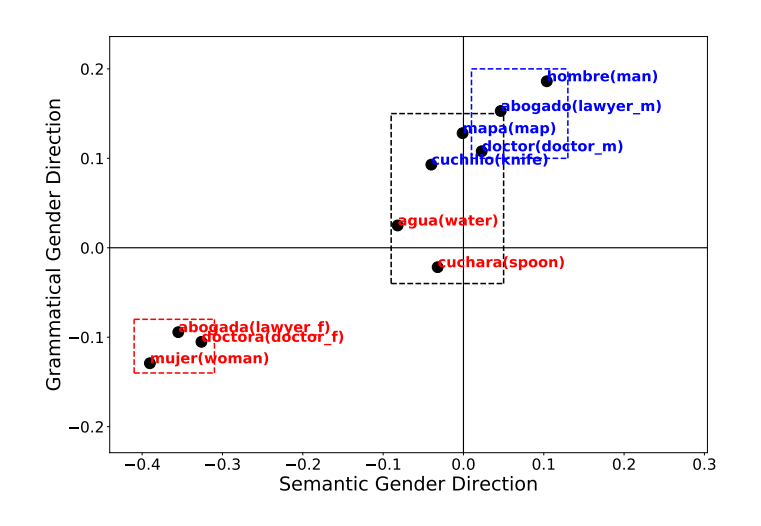 hombre(man)
abogado(lawyer_m)
mapa(map)
doctor(doctor_m)
cuchillo(knife)
agua(water)
cuchara(spoon)
abogada(lawyer_f)
doctora(doctor_f)
mujer(woman)
Grammatical Gender Direction
0.2
0.1
0.0
−0.1
−0.2
−0.4
−0.3
−0.2
−0.1
0.0
0.1
0.2
0.3
Semantic Gender Direction